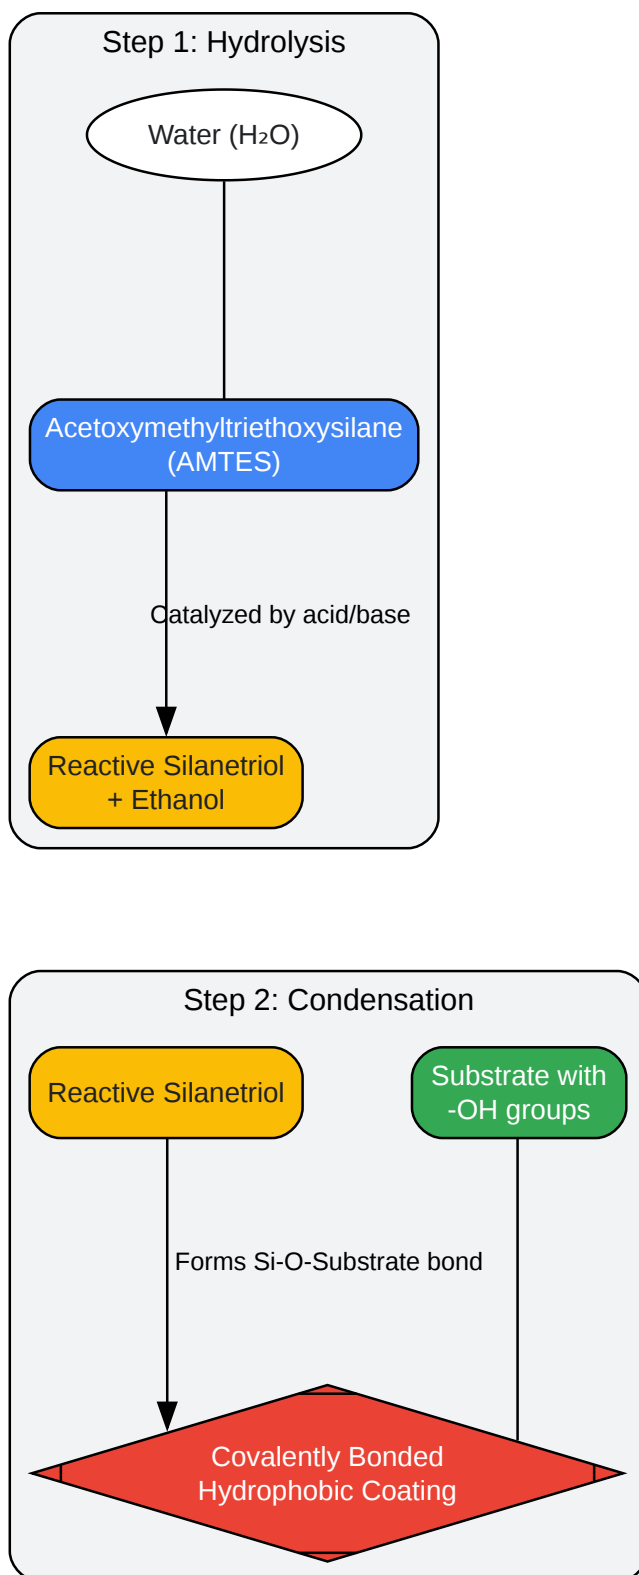 Step 1: Hydrolysis
Water (H₂O)
Acetoxymethyltriethoxysilane
(AMTES)
Catalyzed by acid/base
Reactive Silanetriol
+ Ethanol
Step 2: Condensation
Reactive Silanetriol
Substrate with
-OH groups
Forms Si-O-Substrate bond
Covalently Bonded
Hydrophobic Coating